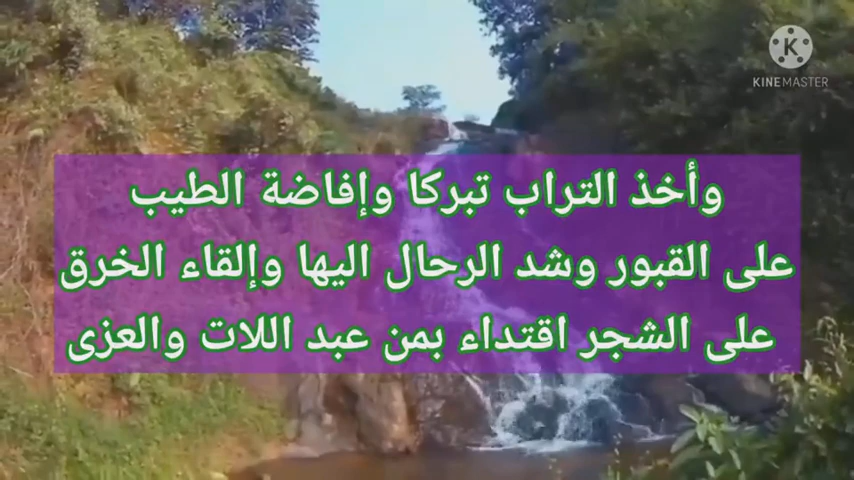 KINEMASTER
وأخذ التراب تبركا وإفاضة الطيب
على القبور وشد الرحال اليها وإلقاء الخرق
على الشجر اقتداء بمن عبد اللات والعزى